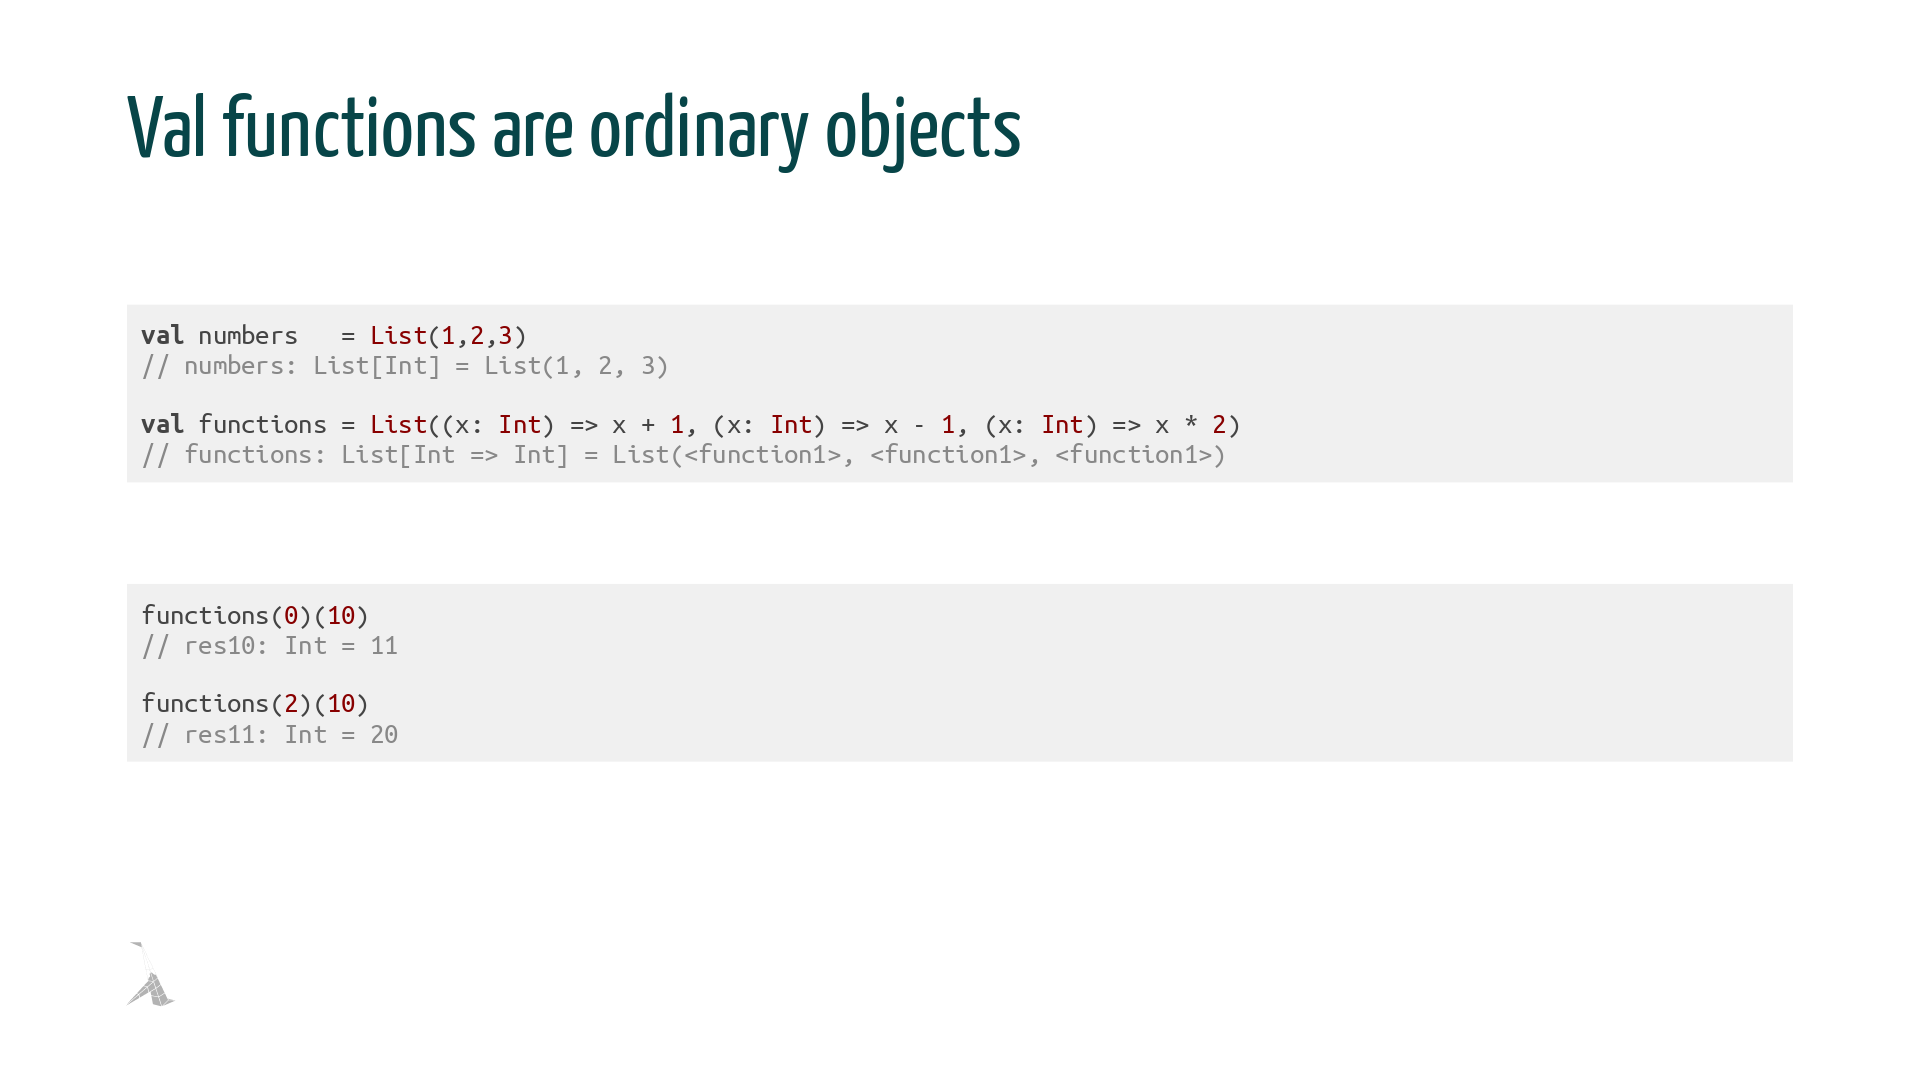 Val functions are ordinary objects
val numbers   = List(1,2,3)
// numbers: List[Int] = List(1, 2, 3)
val functions = List((x: Int) => x + 1, (x: Int) => x - 1, (x: Int) => x * 2)
// functions: List[Int => Int] = List(<function1>, <function1>, <function1>)
functions(0)(10)
// res10: Int = 11
functions(2)(10)
// res11: Int = 20